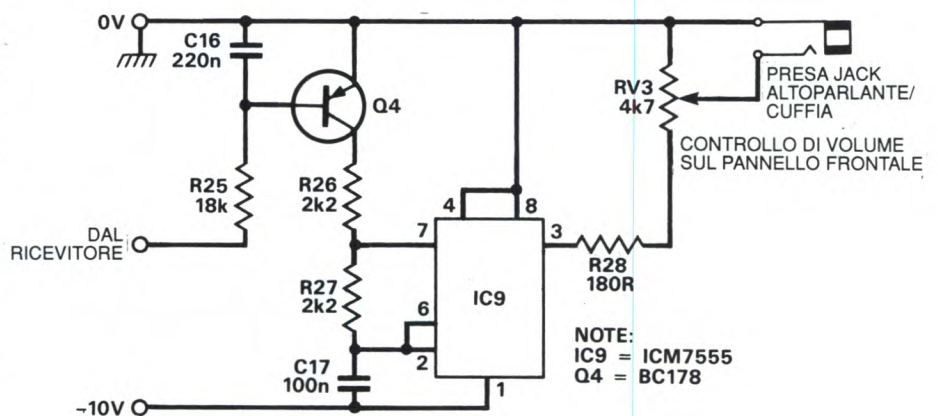 0V
C16
220n
Q4
RV3
4k7
PRESA JACK
ALTOPARLANTE/
CUFFIA
CONTROLLO DI VOLUME
SUL PANNELLO FRONTALE
R25
18k
R26
2k2
4
8
DAL
RICEVITORE
7
3
R28
180R
R27
2k2
IC9
6
2
C17
100n
1
NOTE:
IC9 = ICM7555
Q4 = BC178
-10V